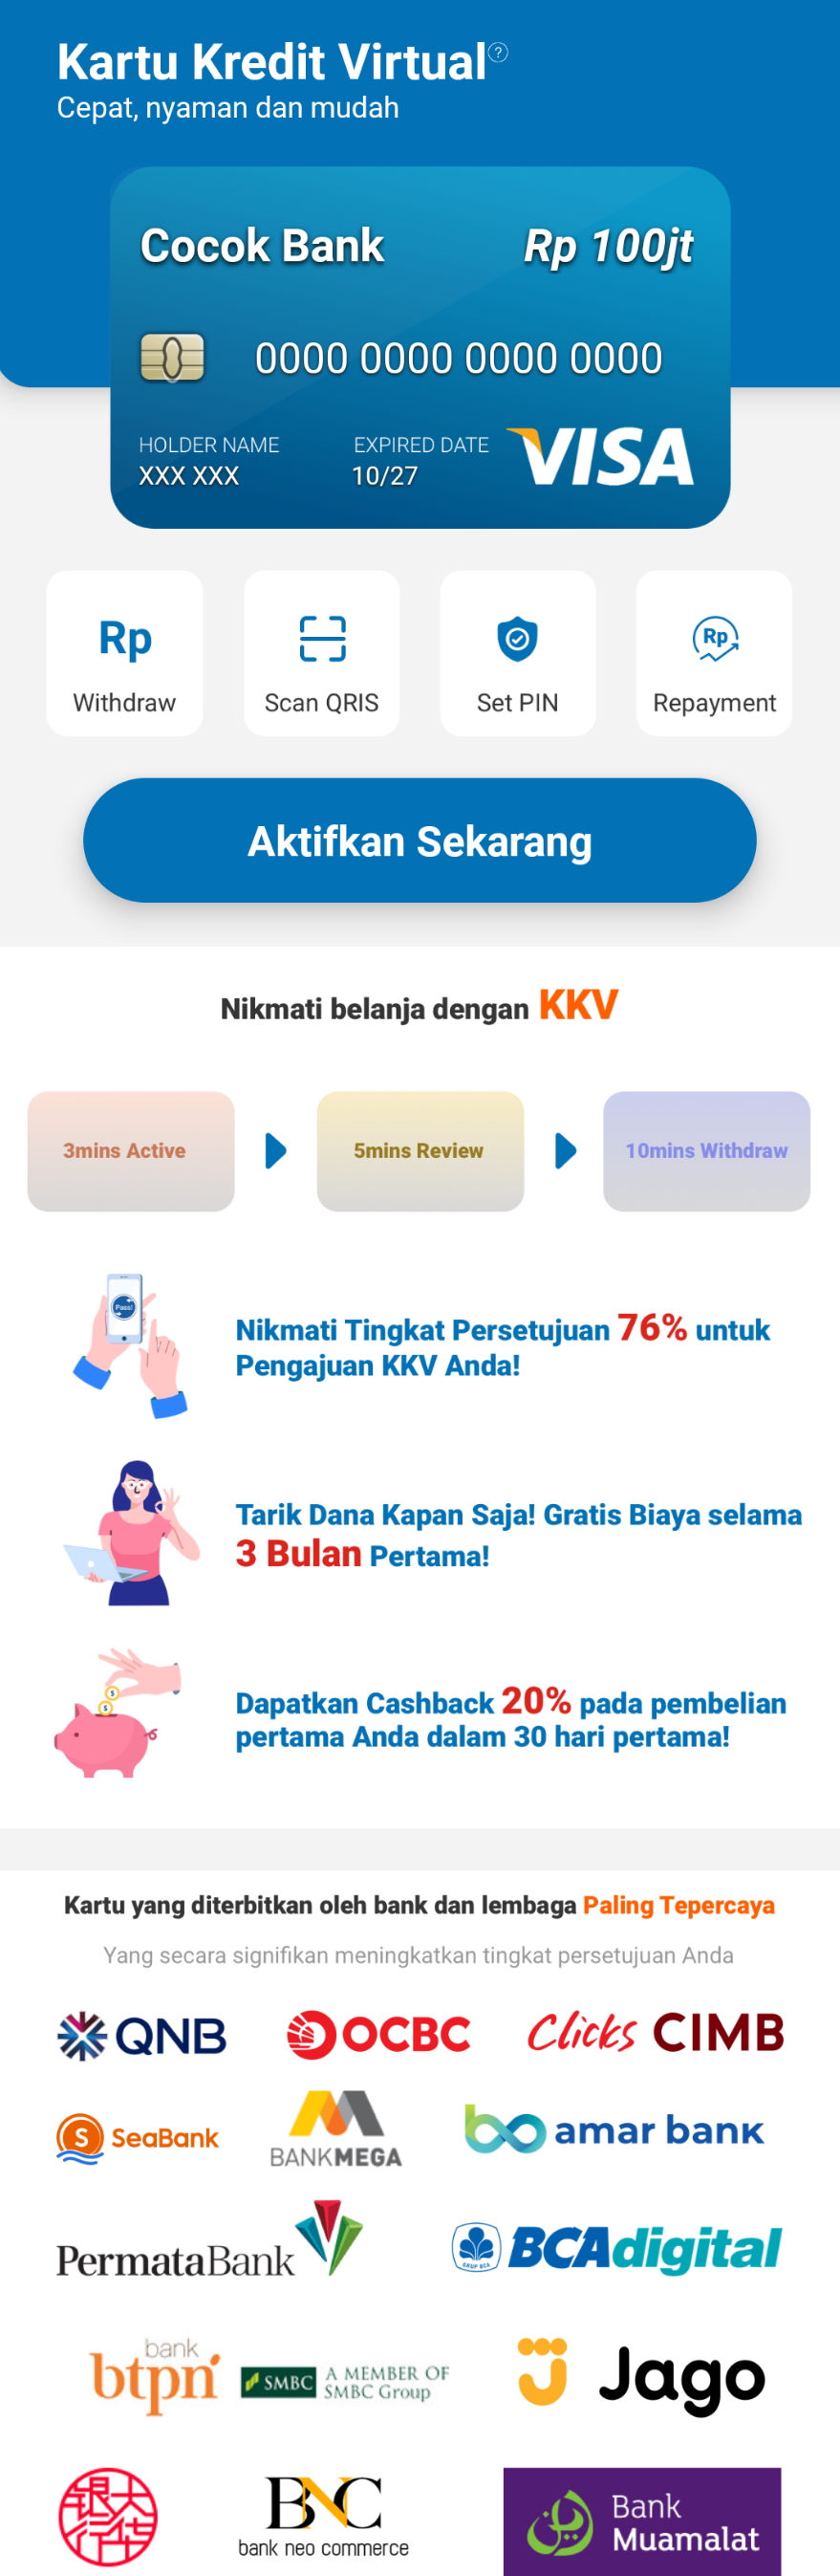 Kartu Kredit Virtual?
Cepat, nyaman dan mudah
Cocok Bank Rp 100jt
0000 0000 0000 0000
HOLDER NAME EXPIRED DATE VISA
XXX XXX 10/27
Rp Rp
Withdraw Scan QRIS Set PIN Repayment
Aktifkan Sekarang
Nikmati belanja dengan KKV
3mins Active 5mins Review 10mins Withdraw
Pass!
Nikmati Tingkat Persetujuan 76% untuk
Pengajuan KKV Anda!
Tarik Dana Kapan Saja! Gratis Biaya selama
3 Bulan Pertama!
Dapatkan Cashback 20% pada pembelian
pertama Anda dalam 30 hari pertama!
Kartu yang diterbitkan oleh bank dan lembaga Paling Tepercaya
Yang secara signifikan meningkatkan tingkat persetujuan Anda
QNB OCBC Clicks CIMB
S SeaBank BANK MEGA amar bank
PermataBank GRUP BCA BCAdigital
bank
btpn SMBC A MEMBER OF
SMBC Group
Jago
BNC
bank neo commerce
Bank
Muamalat